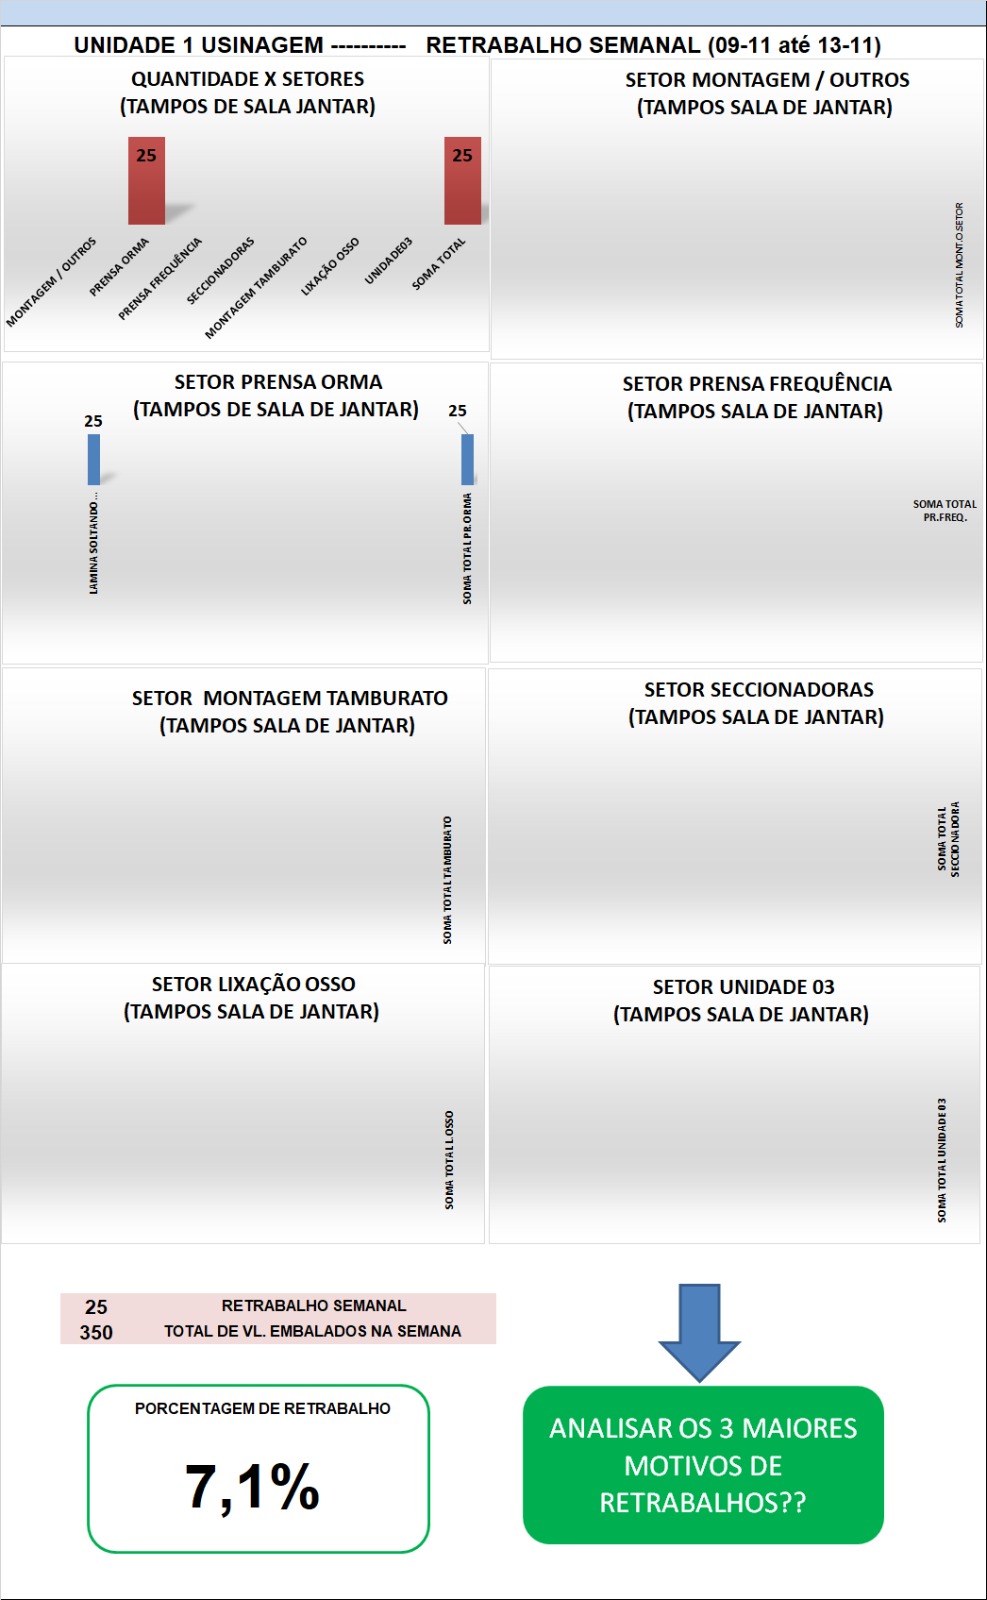 UNIDADE 1 USINAGEM ---------- RETRABALHO SEMANAL (09-11 até 13-11)
QUANTIDADE X SETORES
(TAMPOS DE SALA JANTAR)
25
25
MONTAGEM / OUTROS
PRENSA ORMA
PRENSA FREQUÊNCIA
SECCIONADORAS
MONTAGEM TAMBURATO
LIXAÇÃO OSSO
UNIDADE03
SOMA TOTAL
SETOR MONTAGEM / OUTROS
(TAMPOS SALA DE JANTAR)
SOMA TOTAL MONT.O SETOR
SETOR PRENSA ORMA
(TAMPOS DE SALA DE JANTAR)
25
25
LAMINA SOLTANDO...
SOMA TOTAL PR.ORMA
SETOR PRENSA FREQUÊNCIA
(TAMPOS SALA DE JANTAR)
SOMA TOTAL
PR.FREQ.
SETOR MONTAGEM TAMBURATO
(TAMPOS SALA DE JANTAR)
SOMA TOTAL TAMBURATO
SETOR SECCIONADORAS
(TAMPOS SALA DE JANTAR)
SOMA TOTAL
SECCIONADORA
SETOR LIXAÇÃO OSSO
(TAMPOS SALA DE JANTAR)
SOMA TOTAL L.OSSO
SETOR UNIDADE 03
(TAMPOS SALA DE JANTAR)
SOMA TOTAL UNIDADE 03
25 RETRABALHO SEMANAL
350 TOTAL DE VL. EMBALADOS NA SEMANA
PORCENTAGEM DE RETRABALHO
7,1%
ANALISAR OS 3 MAIORES
MOTIVOS DE
RETRABALHOS??